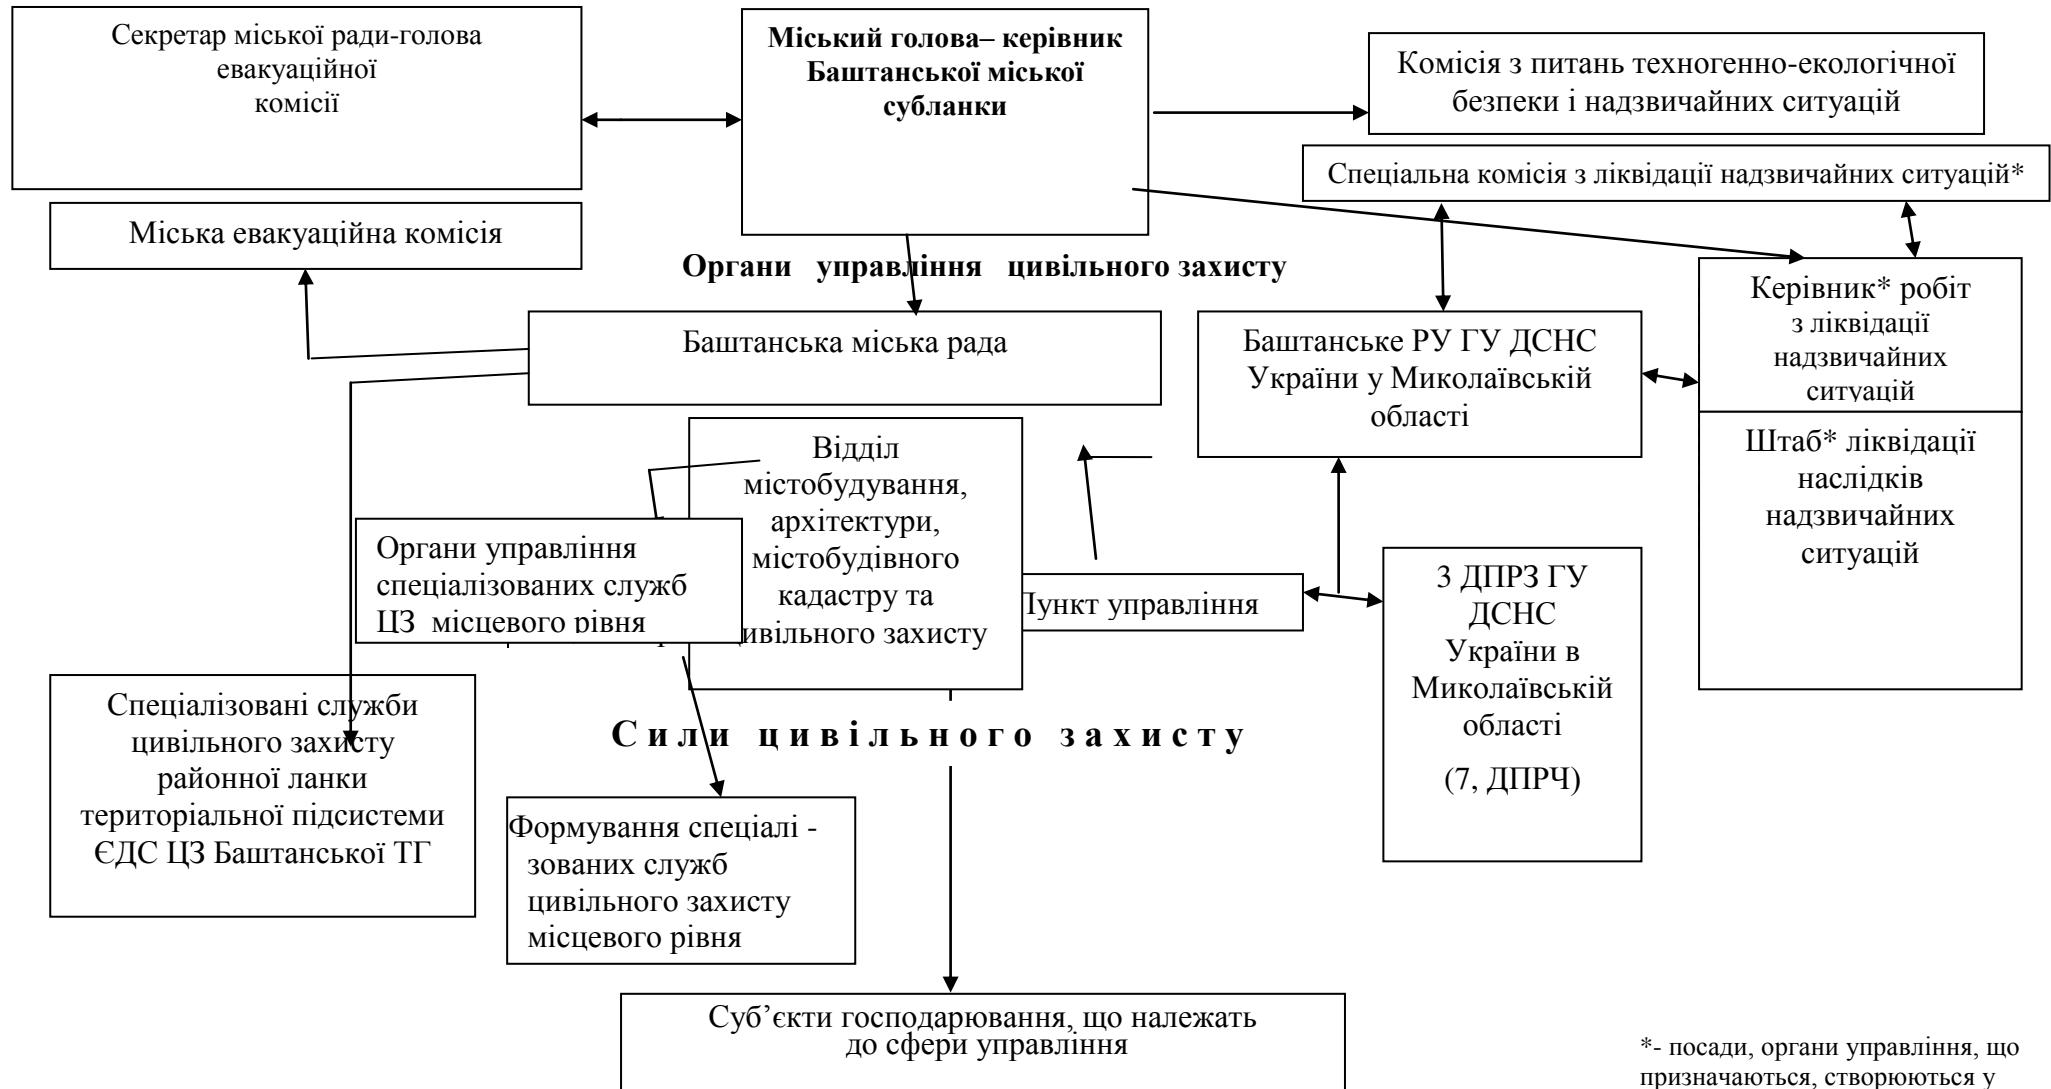 Секретар міської ради-голова
евакуаційної
комісії
Міський голова– керівник
Баштанської міської
субланки
Комісія з питань техногенно-екологічної
безпеки і надзвичайних ситуацій
Спеціальна комісія з ліквідації надзвичайних ситуацій*
Міська евакуаційна комісія
Органи управління цивільного захисту
Керівник* робіт
з ліквідації
надзвичайних
ситуацій
Баштанська міська рада
Баштанське РУ ГУ ДСНС
України у Миколаївській
області
Штаб* ліквідації
наслідків
надзвичайних
ситуацій
Відділ
містобудування,
архітектури,
містобудівного
кадастру та
цивільного захисту
Органи управління
спеціалізованих служб
ЦЗ місцевого рівня
Пункт управління
3 ДПРЗ ГУ
ДСНС
України в
Миколаївській
області
(7, ДПРЧ)
Спеціалізовані служби
цивільного захисту
районної ланки
територіальної підсистеми
ЄДС ЦЗ Баштанської ТГ
Сили цивільного захисту
Формування спеціалі -
зованих служб
цивільного захисту
місцевого рівня
Суб’єкти господарювання, що належать
до сфери управління
*- посади, органи управління, що
призначаються, створюються у